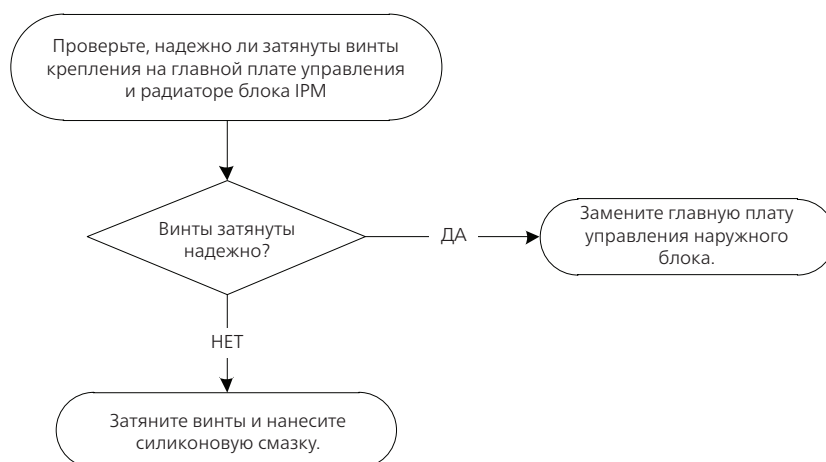 Проверьте, надежно ли затянуты винты
крепления на главной плате управления
и радиаторе блока IPM
Винты затянуты
надежно?
ДА
Замените главную плату
управления наружного
блока.
НЕТ
Затяните винты и нанесите
силиконовую смазку.